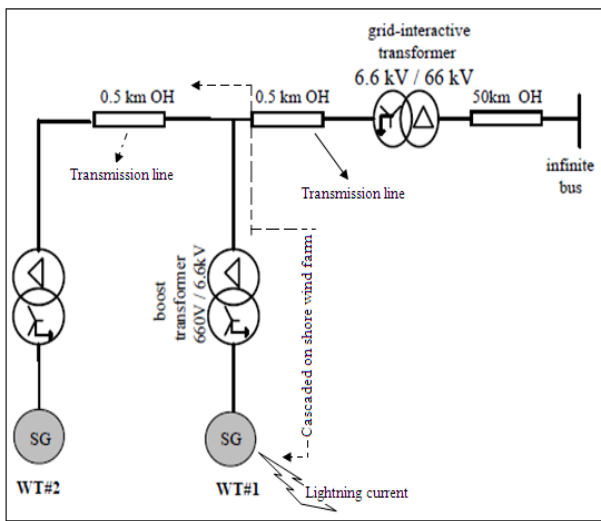 grid-interactive
transformer
6.6 kV / 66 kV
0.5 km OH
0.5 km OH
50km OH
Transmission line
Transmission line
infinite
bus
boost
transformer
660V / 6.6kV
Cascaded on shore wind farm
SG
SG
WT#2
WT#1
Lightning current